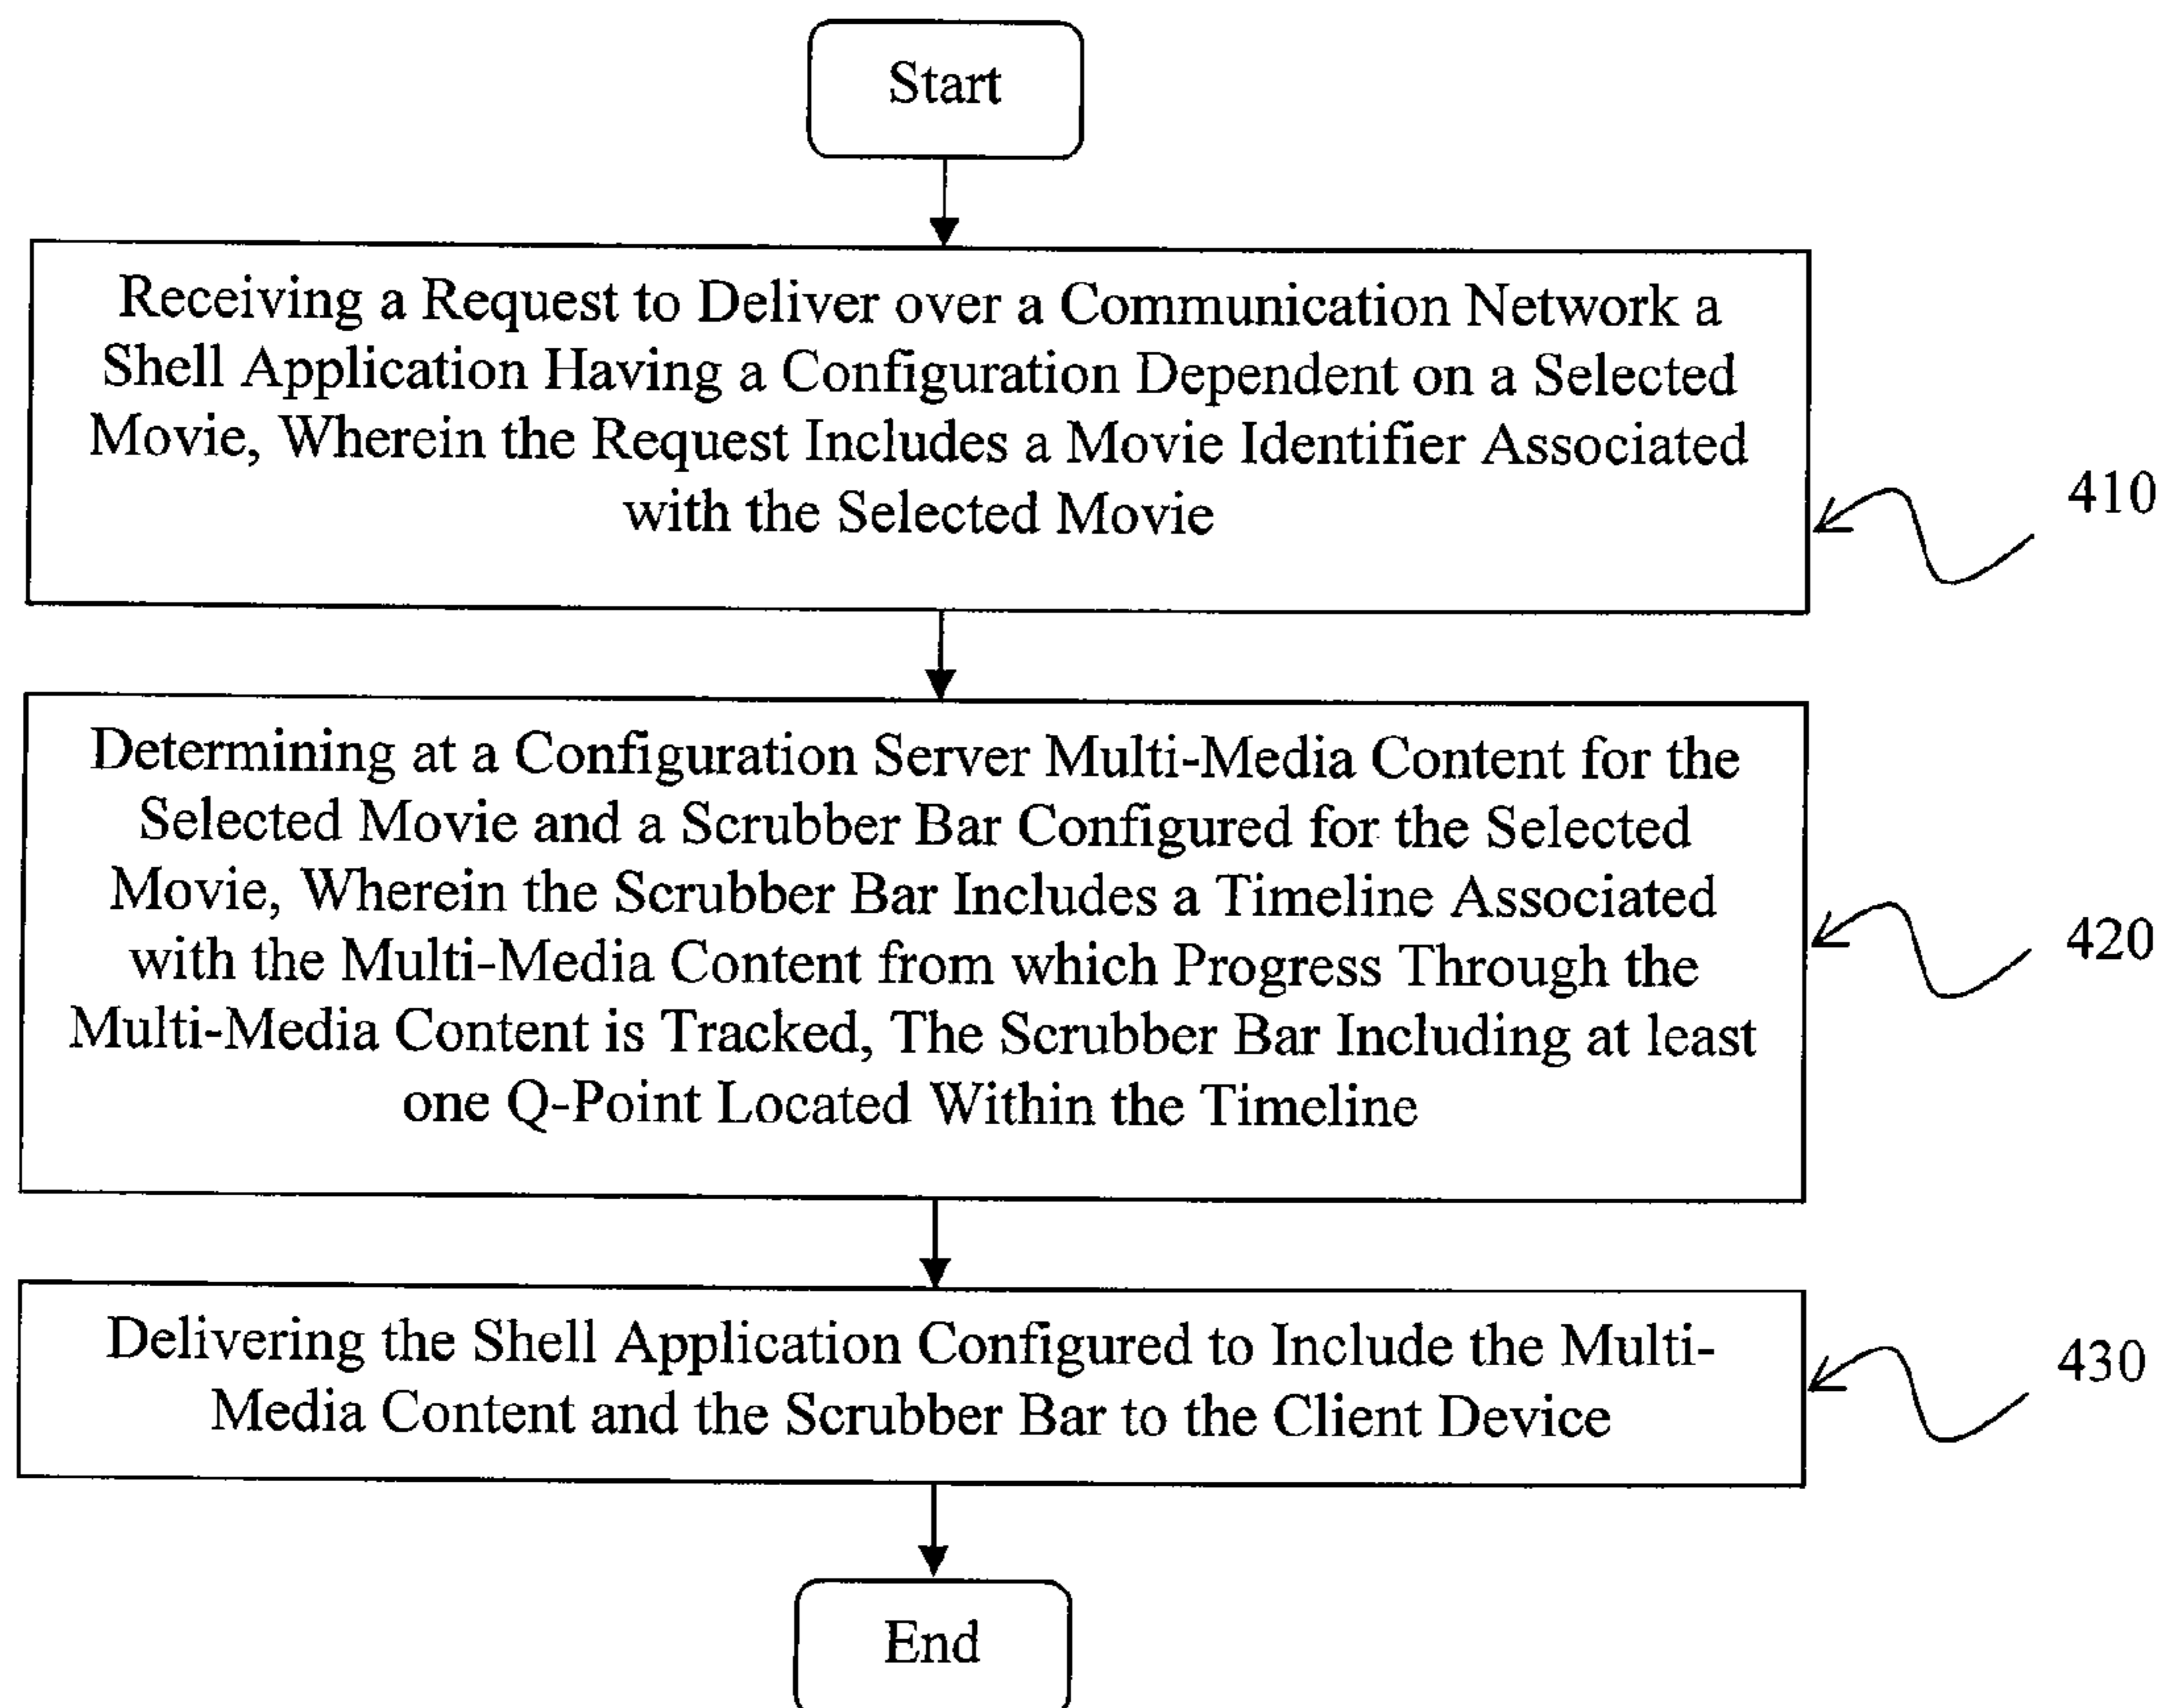 Start
Receiving a Request to Deliver over a Communication Network a
Shell Application Having a Configuration Dependent on a Selected
Movie, Wherein the Request Includes a Movie Identifier Associated
with the Selected Movie
410
Determining at a Configuration Server Multi-Media Content for the
Selected Movie and a Scrubber Bar Configured for the Selected
Movie, Wherein the Scrubber Bar Includes a Timeline Associated
with the Multi-Media Content from which Progress Through the
Multi-Media Content is Tracked, The Scrubber Bar Including at least
one Q-Point Located Within the Timeline
420
Delivering the Shell Application Configured to Include the Multi-
Media Content and the Scrubber Bar to the Client Device
430
End